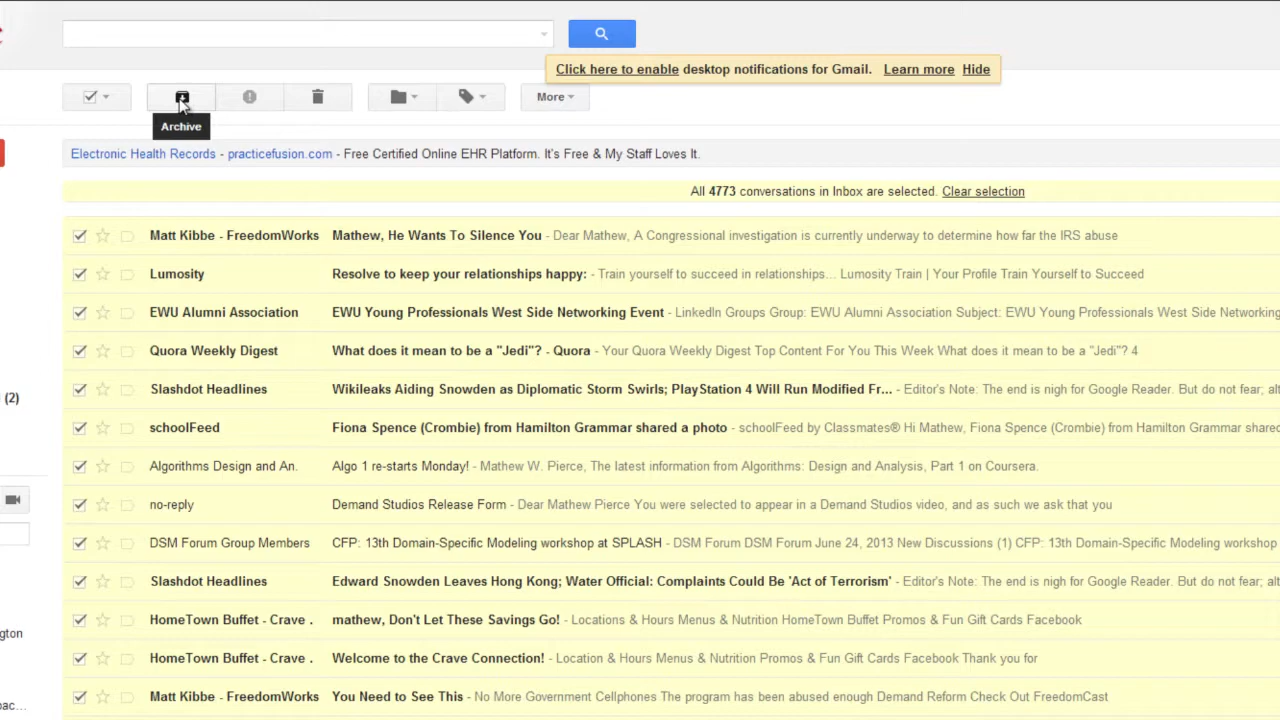 Click here to enable desktop notifications for Gmail. Learn more Hide
More
Archive
Electronic Health Records - practicefusion.com - Free Certified Online EHR Platform. It's Free & My Staff Loves It.
All 4773 conversations in Inbox are selected. Clear selection
Matt Kibbe - FreedomWorks Mathew, He Wants To Silence You - Dear Mathew, A Congressional investigation is currently underway to determine how far the IRS abuse
Lumosity Resolve to keep your relationships happy: - Train yourself to succeed in relationships... Lumosity Train | Your Profile Train Yourself to Succeed
EWU Alumni Association EWU Young Professionals West Side Networking Event - LinkedIn Groups Group: EWU Alumni Association Subject: EWU Young Professionals West Side Networking
Quora Weekly Digest What does it mean to be a "Jedi"? - Quora - Your Quora Weekly Digest Top Content For You This Week What does it mean to be a "Jedi"? 4
Slashdot Headlines Wikileaks Aiding Snowden as Diplomatic Storm Swirls; PlayStation 4 Will Run Modified Fr... - Editor's Note: The end is nigh for Google Reader. But do not fear; al
(2)
schoolFeed Fiona Spence (Crombie) from Hamilton Grammar shared a photo - schoolFeed by Classmates® Hi Mathew, Fiona Spence (Crombie) from Hamilton Grammar shared
Algorithms Design and An. Algo 1 re-starts Monday! - Mathew W. Pierce, The latest information from Algorithms: Design and Analysis, Part 1 on Coursera.
no-reply Demand Studios Release Form - Dear Mathew Pierce You were selected to appear in a Demand Studios video, and as such we ask that you
DSM Forum Group Members CFP: 13th Domain-Specific Modeling workshop at SPLASH - DSM Forum DSM Forum June 24, 2013 New Discussions (1) CFP: 13th Domain-Specific Modeling workshop
Slashdot Headlines Edward Snowden Leaves Hong Kong; Water Official: Complaints Could Be 'Act of Terrorism' - Editor's Note: The end is nigh for Google Reader. But do not fear; al
HomeTown Buffet - Crave . mathew, Don't Let These Savings Go! - Locations & Hours Menus & Nutrition HomeTown Buffet Promos & Fun Gift Cards Facebook
gton
HomeTown Buffet - Crave . Welcome to the Crave Connection! - Location & Hours Menus & Nutrition Promos & Fun Gift Cards Facebook Thank you for
Matt Kibbe - FreedomWorks You Need to See This - No More Government Cellphones The program has been abused enough Demand Reform Check Out FreedomCast
pac...